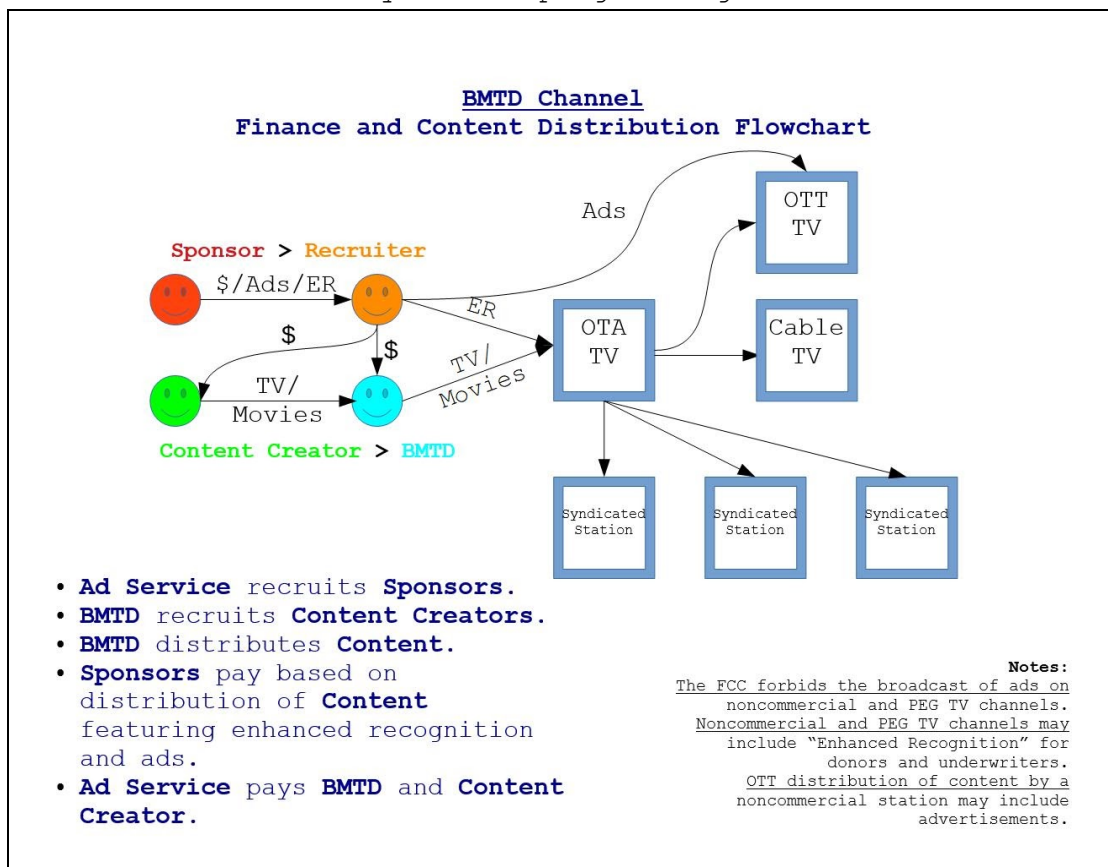 BMTD Channel
Finance and Content Distribution Flowchart
OTT
TV
Ads
Sponsor > Recruiter
$/Ads/ER
ER
OTA
TV
Cable
TV
$
$
TV/
Movies
TV/
Movies
Content Creator > BMTD
Syndicated
Station
Syndicated
Station
Syndicated
Station
• Ad Service recruits Sponsors.
• BMTD recruits Content Creators.
• BMTD distributes Content.
• Sponsors pay based on
distribution of Content
featuring enhanced recognition
and ads.
• Ad Service pays BMTD and Content
Creator.
Notes:
The FCC forbids the broadcast of ads on
noncommercial and PEG TV channels.
Noncommercial and PEG TV channels may
include “Enhanced Recognition” for
donors and underwriters.
OTT distribution of content by a
noncommercial station may include
advertisements.